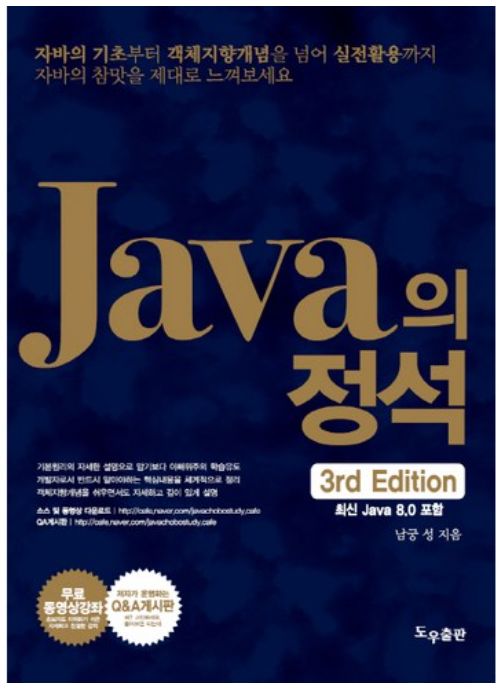 자바의 기초부터 객체지향개념을 넘어 실전활용까지
자바의 참맛을 제대로 느껴보세요
Java의
정석
기본원리의 자세한 설명으로 암기보다 이해위주의 학습유도
개발자로서 반드시 알아야하는 핵심내용을 체계적으로 정리
객체지향개념을 쉬우면서도 자세하고 깊이 있게 설명
소스 및 동영상 다운로드 | http://cafe.naver.com/javachobostudy.cafe
Q&A게시판 | http://cafe.naver.com/javachobostudy.cafe
3rd Edition
최신 Java 8.0 포함
남궁 성 지음
무료
동영상강좌
저자가 운영하는
Q&A게시판
도우출판